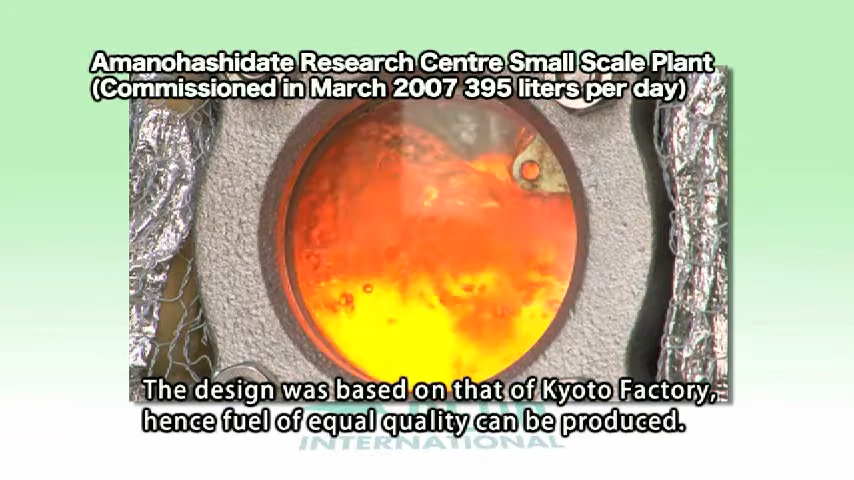 Amanohashidate Research Centre Small Scale Plant
(Commissioned in March 2007 395 liters per day)
The design was based on that of Kyoto Factory,
hence fuel of equal quality can be produced.
INTERNATIONAL